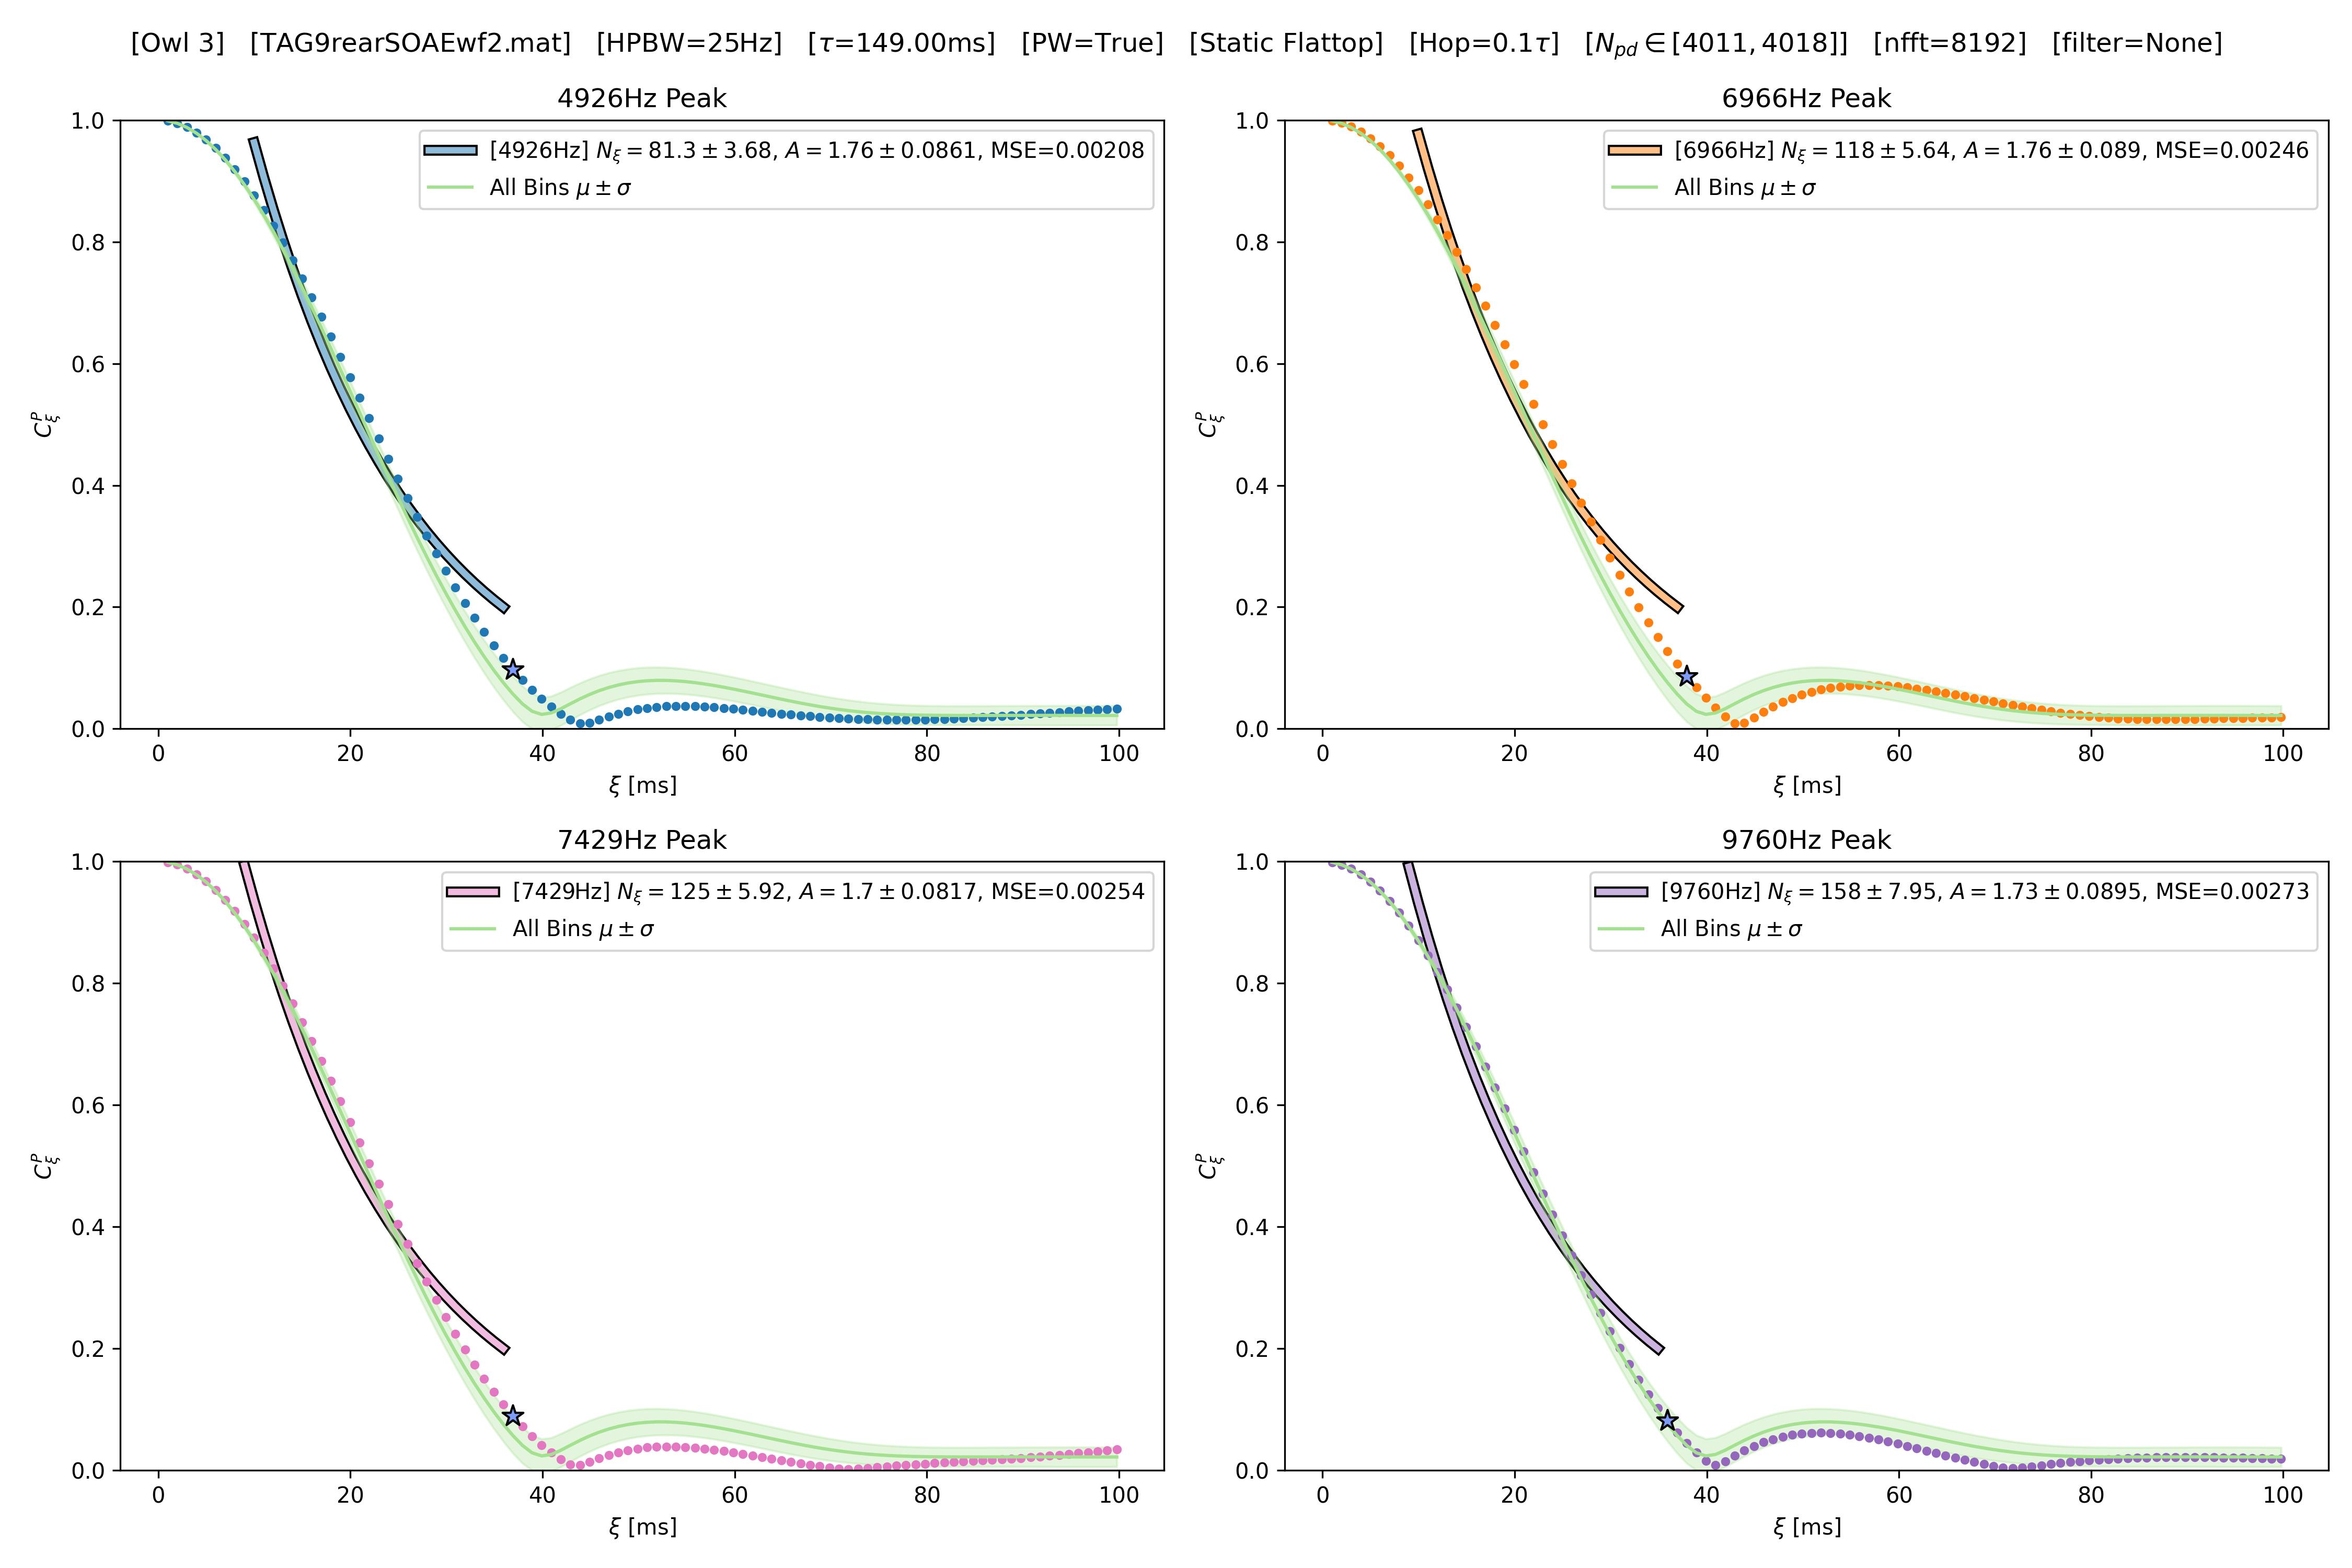 [Owl 3] [TAG9rearSOAEwf2.mat] [HPBW=25Hz] [τ=149.00ms] [PW=True] [Static Flattop] [Hop=0.1τ] [N_pd ∈ [4011, 4018]] [nfft=8192] [filter=None]
4926Hz Peak
[4926Hz] N_ξ = 81.3 ± 3.68, A = 1.76 ± 0.0861, MSE=0.00208
All Bins μ ± σ
1.0
0.8
0.6
0.4
0.2
0.0
C_ξ^P
0 20 40 60 80 100
ξ [ms]
6966Hz Peak
[6966Hz] N_ξ = 118 ± 5.64, A = 1.76 ± 0.089, MSE=0.00246
All Bins μ ± σ
1.0
0.8
0.6
0.4
0.2
0.0
C_ξ^P
0 20 40 60 80 100
ξ [ms]
7429Hz Peak
[7429Hz] N_ξ = 125 ± 5.92, A = 1.7 ± 0.0817, MSE=0.00254
All Bins μ ± σ
1.0
0.8
0.6
0.4
0.2
0.0
C_ξ^P
0 20 40 60 80 100
ξ [ms]
9760Hz Peak
[9760Hz] N_ξ = 158 ± 7.95, A = 1.73 ± 0.0895, MSE=0.00273
All Bins μ ± σ
1.0
0.8
0.6
0.4
0.2
0.0
C_ξ^P
0 20 40 60 80 100
ξ [ms]